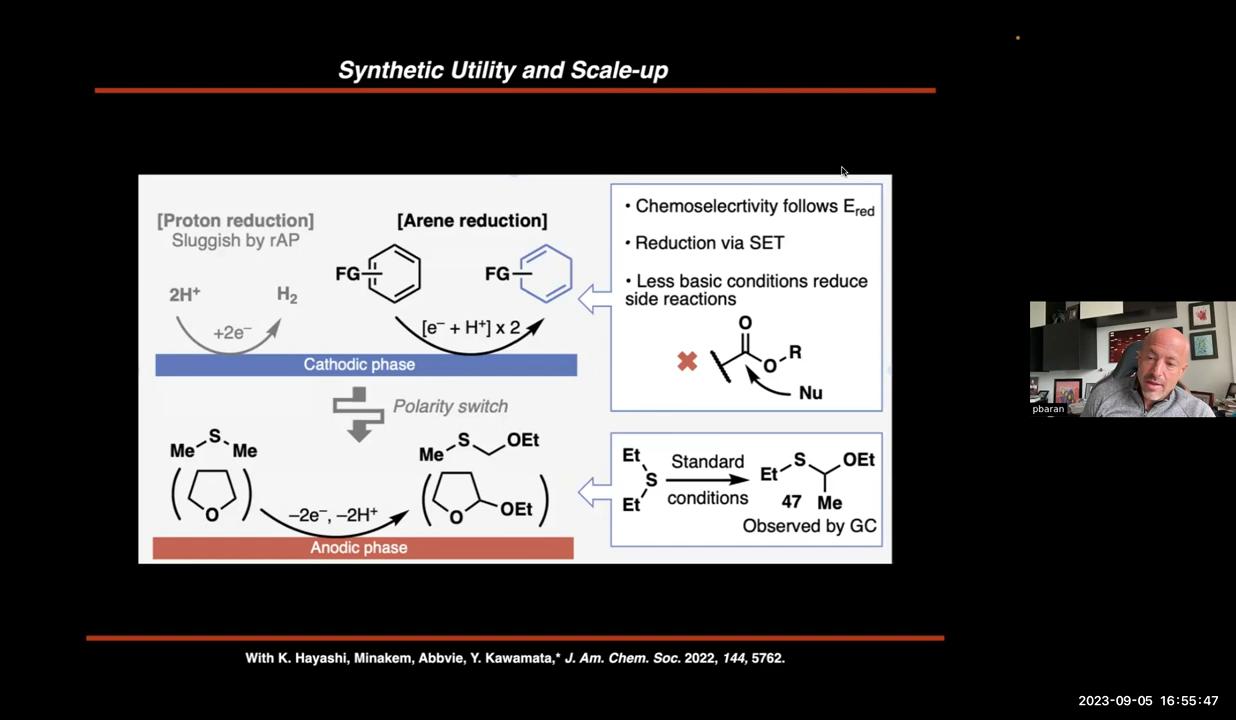 Synthetic Utility and Scale-up
[Proton reduction]
Sluggish by rAP
2H⁺
H₂
+2e⁻
[Arene reduction]
FG
FG
[e⁻ + H⁺] x 2
Cathodic phase
Polarity switch
Me
S
Me
O
Me
S
OEt
O
OEt
−2e⁻, −2H⁺
Anodic phase
• Chemoselecrtivity follows E_red
• Reduction via SET
• Less basic conditions reduce
side reactions
O
O
R
Nu
Et
S
Et
Standard
conditions
Et
S
OEt
47 Me
Observed by GC
With K. Hayashi, Minakem, Abbvie, Y. Kawamata,* J. Am. Chem. Soc. 2022, 144, 5762.
pbaran
2023-09-05 16:55:47